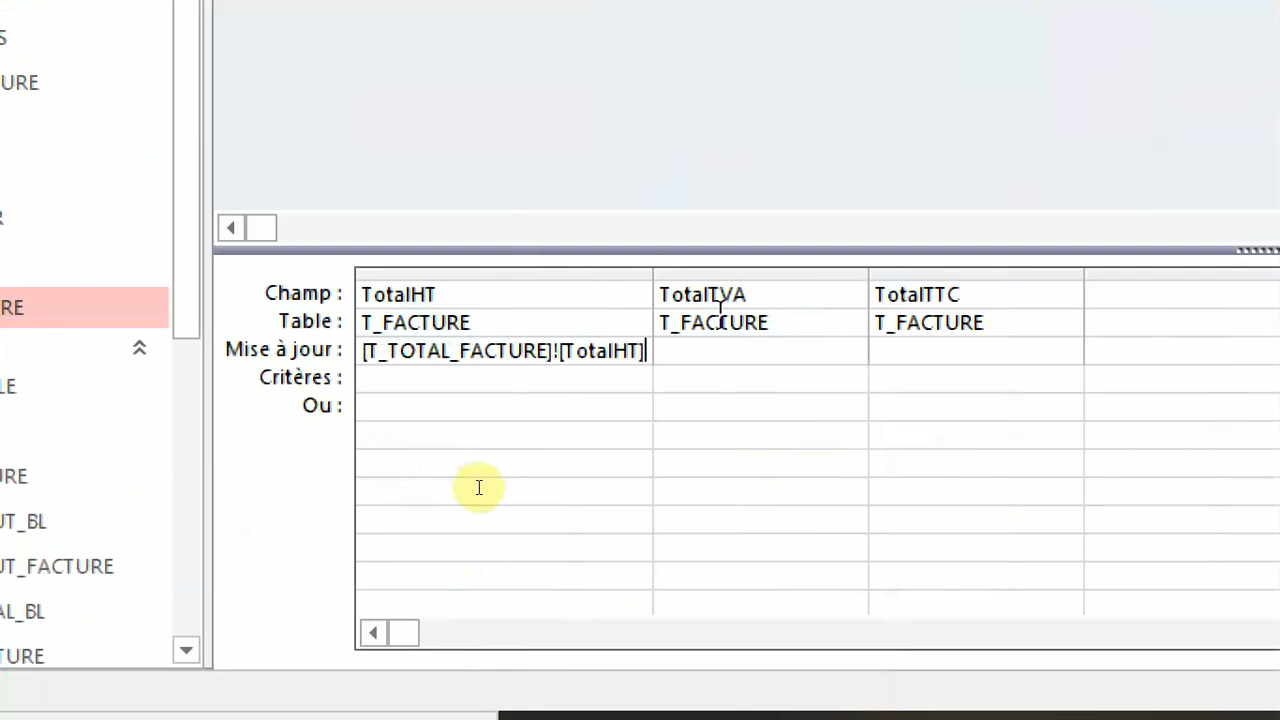 S
URE
R
RE
LE
URE
UT_BL
UT_FACTURE
AL_BL
TURE
Champ : TotalHT TotalTVA TotalTTC
Table : T_FACTURE T_FACTURE T_FACTURE
Mise à jour : [T_TOTAL_FACTURE]![TotalHT]
Critères :
Ou :